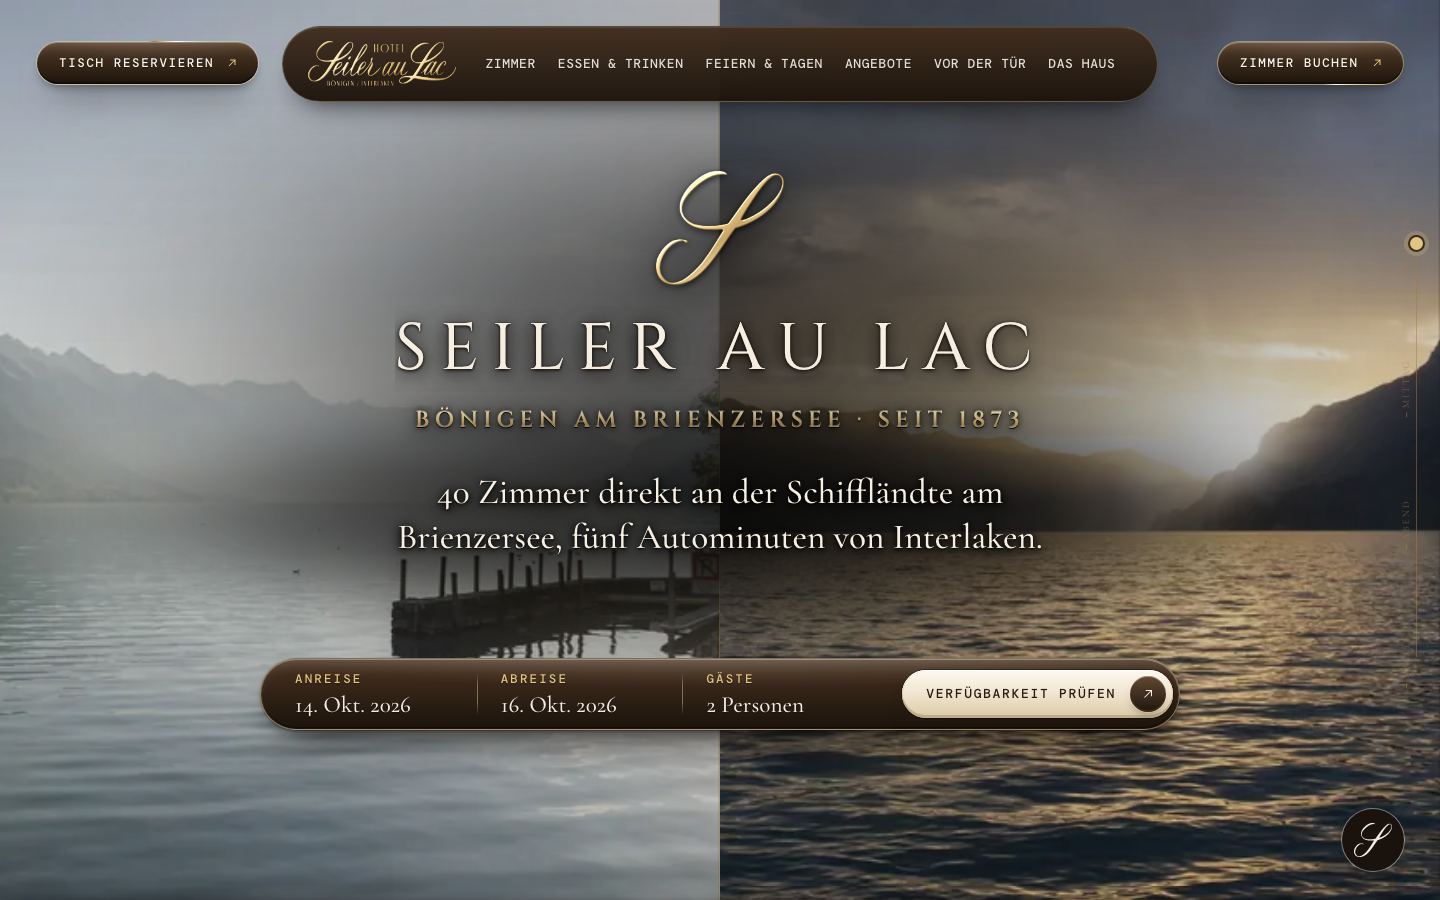 TISCH RESERVIEREN ↗
HOTEL
Seiler au Lac
BÖNIGEN / INTERLAKEN
ZIMMER ESSEN & TRINKEN FEIERN & TAGEN ANGEBOTE VOR DER TÜR DAS HAUS
ZIMMER BUCHEN ↗
S
SEILER AU LAC
BÖNIGEN AM BRIENZERSEE · SEIT 1873
40 Zimmer direkt an der Schiffländte am
Brienzersee, fünf Autominuten von Interlaken.
ANREISE
14. Okt. 2026
ABREISE
16. Okt. 2026
GÄSTE
2 Personen
VERFÜGBARKEIT PRÜFEN ↗
S